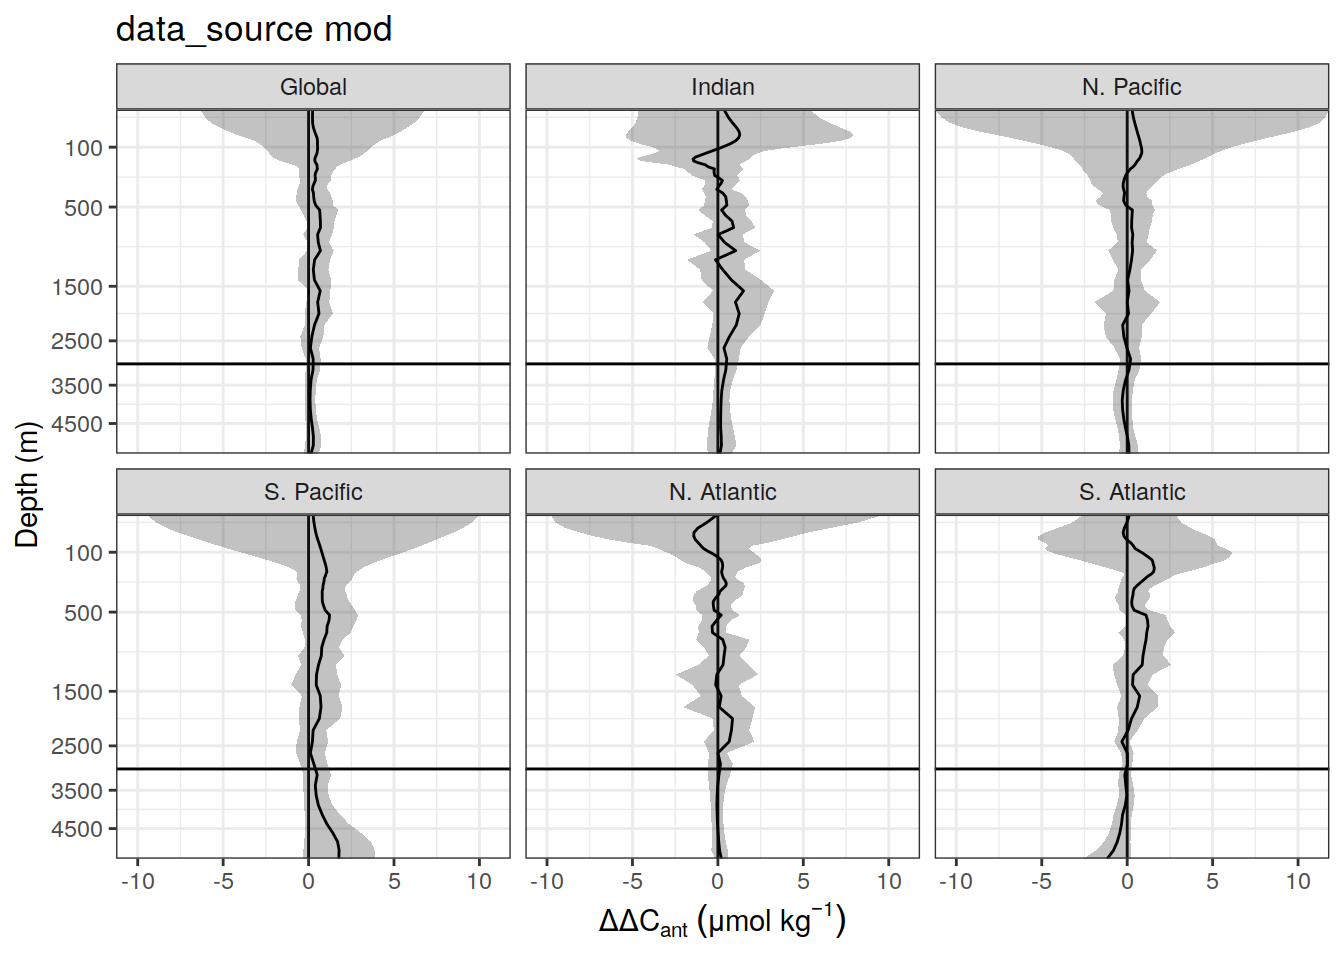 data_source mod
Global Indian N. Pacific
100
500
1500
2500
3500
4500
S. Pacific N. Atlantic S. Atlantic
100
500
1500
2500
3500
4500
Depth (m)
-10 -5 0 5 10 -10 -5 0 5 10 -10 -5 0 5 10
ΔΔCant (μmol kg−1)